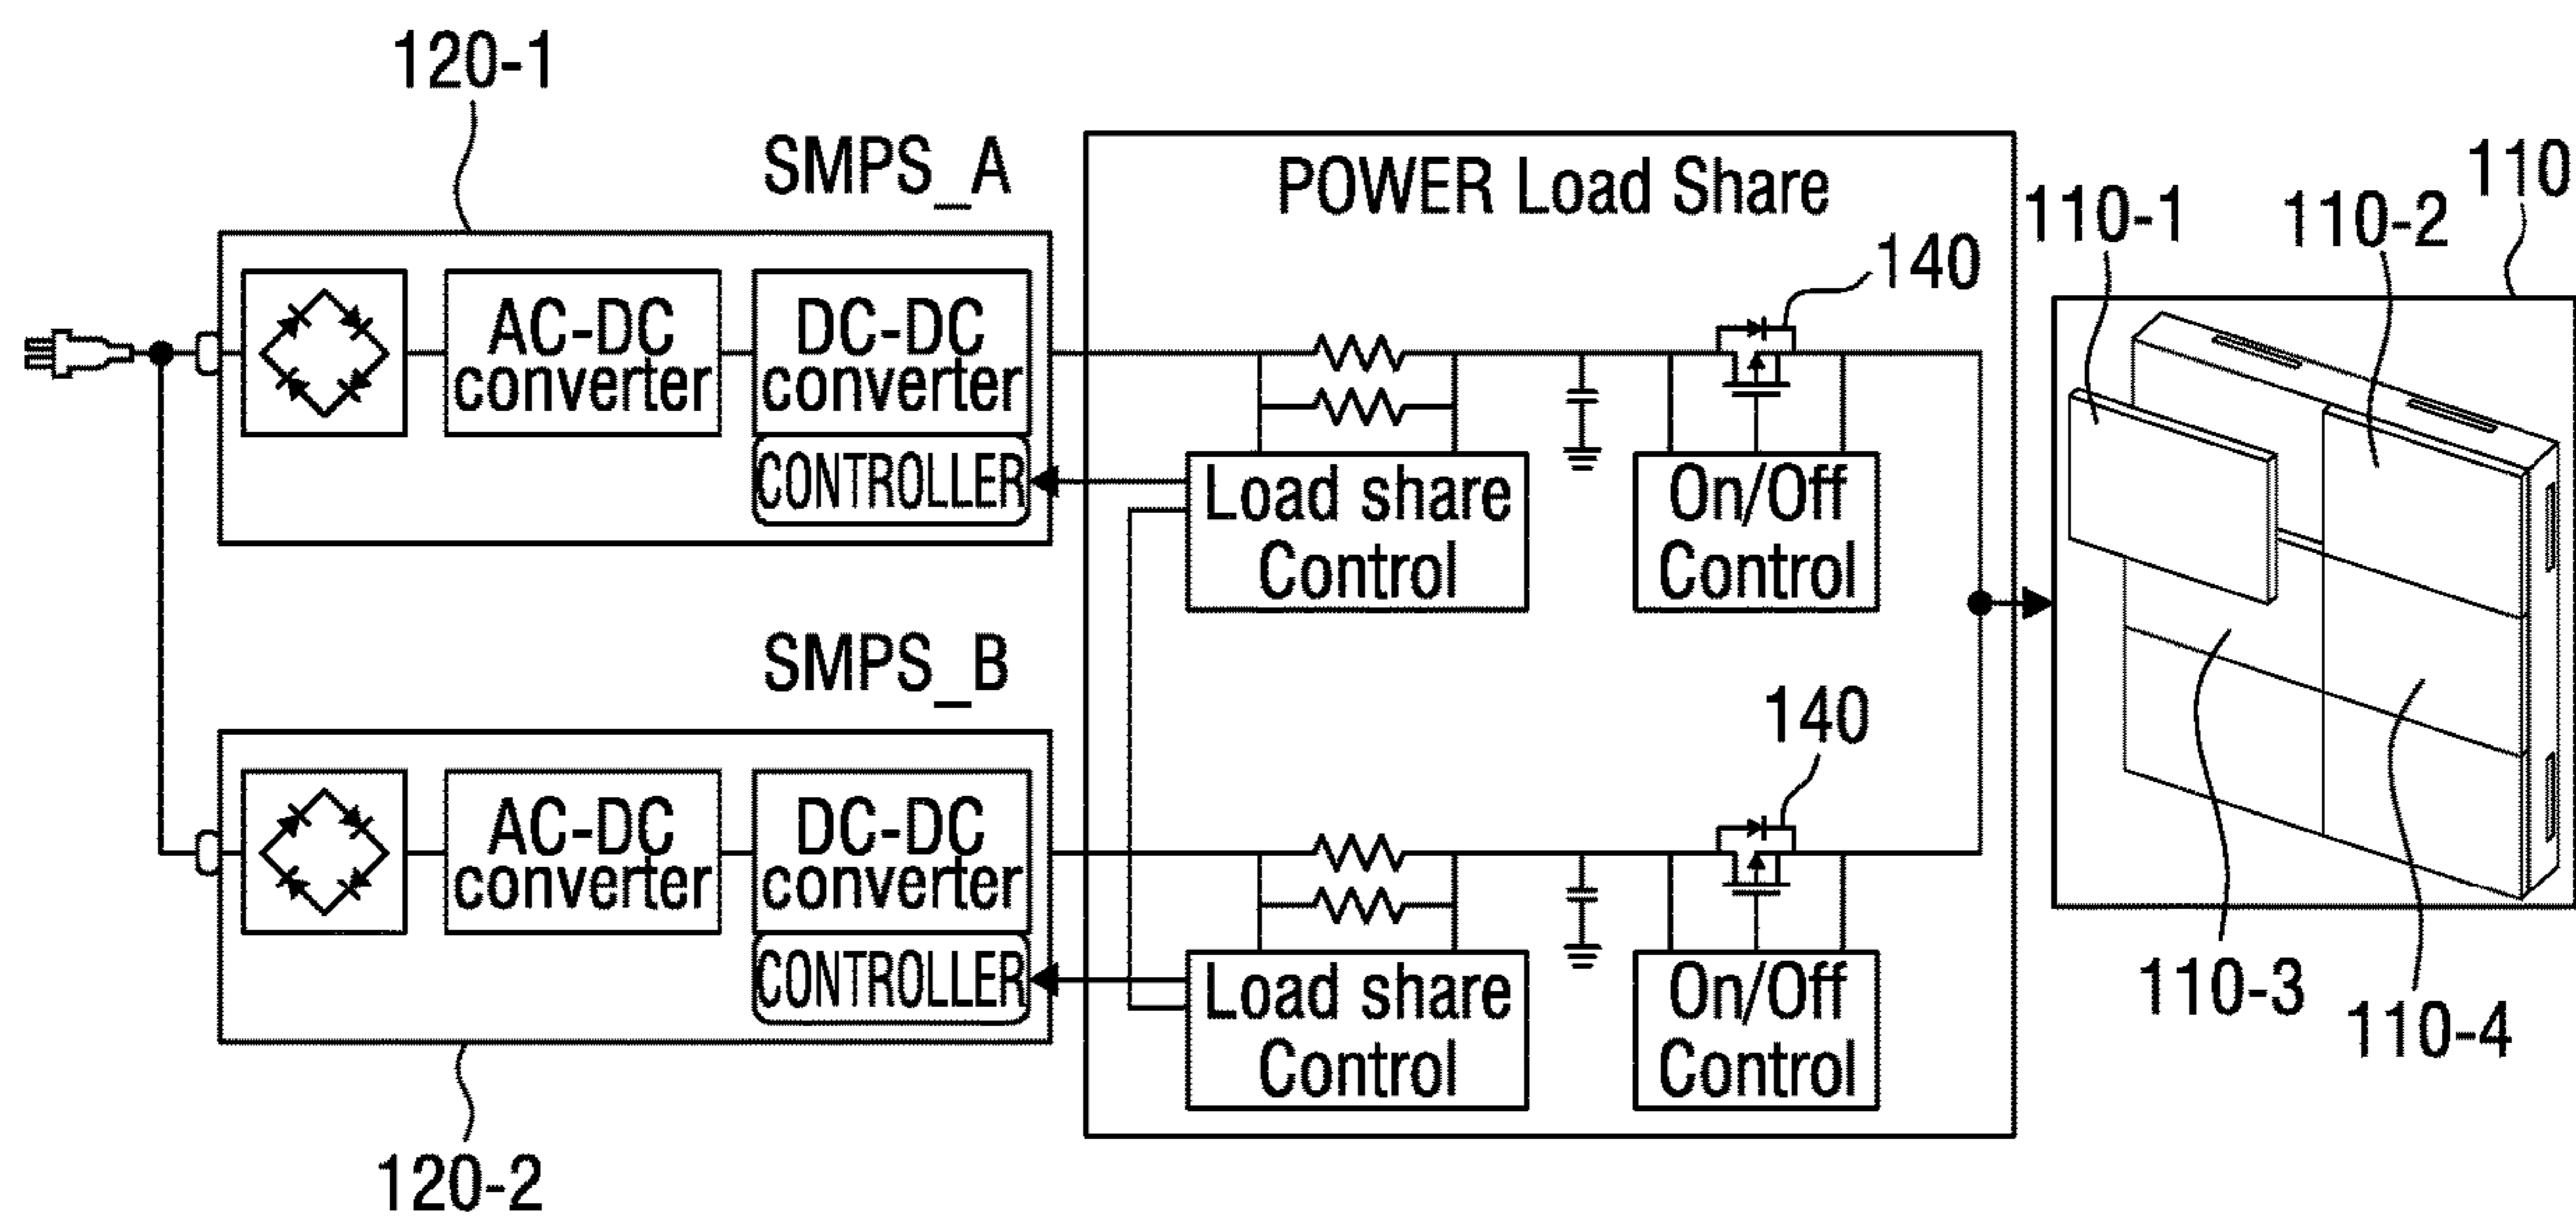 120-1
SMPS_A
POWER Load Share
110
110-1
110-2
140
AC-DC
converter
DC-DC
converter
CONTROLLER
Load share
Control
On/Off
Control
SMPS_B
140
AC-DC
converter
DC-DC
converter
CONTROLLER
Load share
Control
On/Off
Control
110-3
110-4
120-2